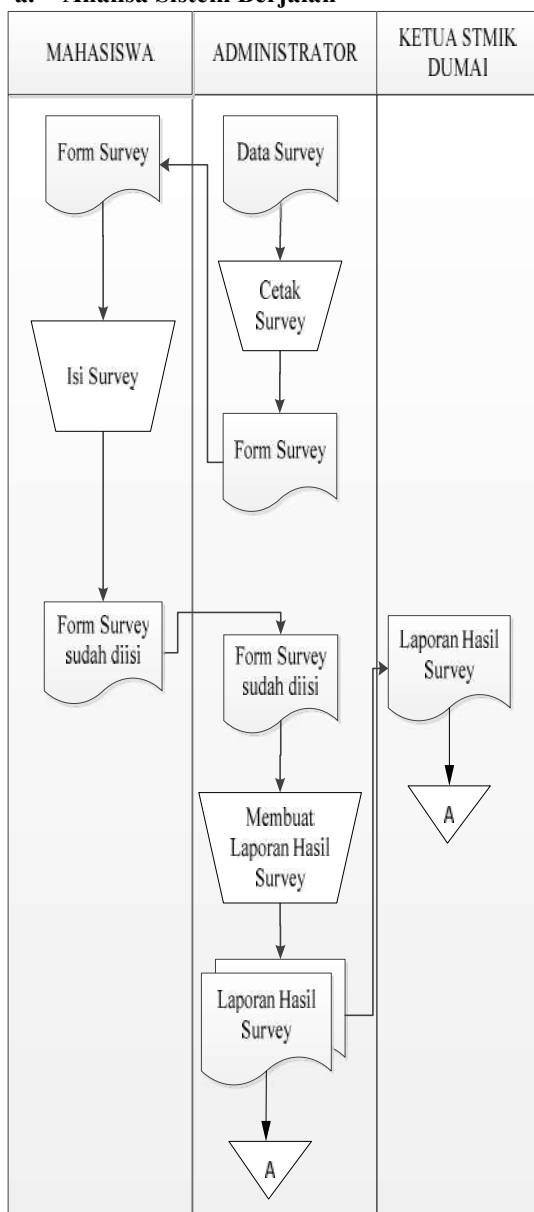 a. Analisa Sistem Berjalan
MAHASISWA
ADMINISTRATOR
KETUA STMIK
DUMAI
Form Survey
Data Survey
Cetak
Survey
Isi Survey
Form Survey
Form Survey
sudah diisi
Form Survey
sudah diisi
Laporan Hasil
Survey
A
Membuat
Laporan Hasil
Survey
Laporan Hasil
Survey
A